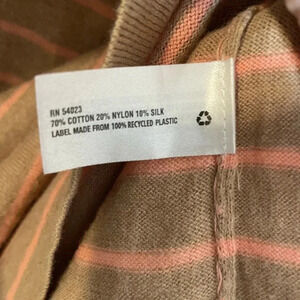 RN 54023
70% COTTON 20% NYLON 10% SILK
LABEL MADE FROM 100% RECYCLED PLASTIC